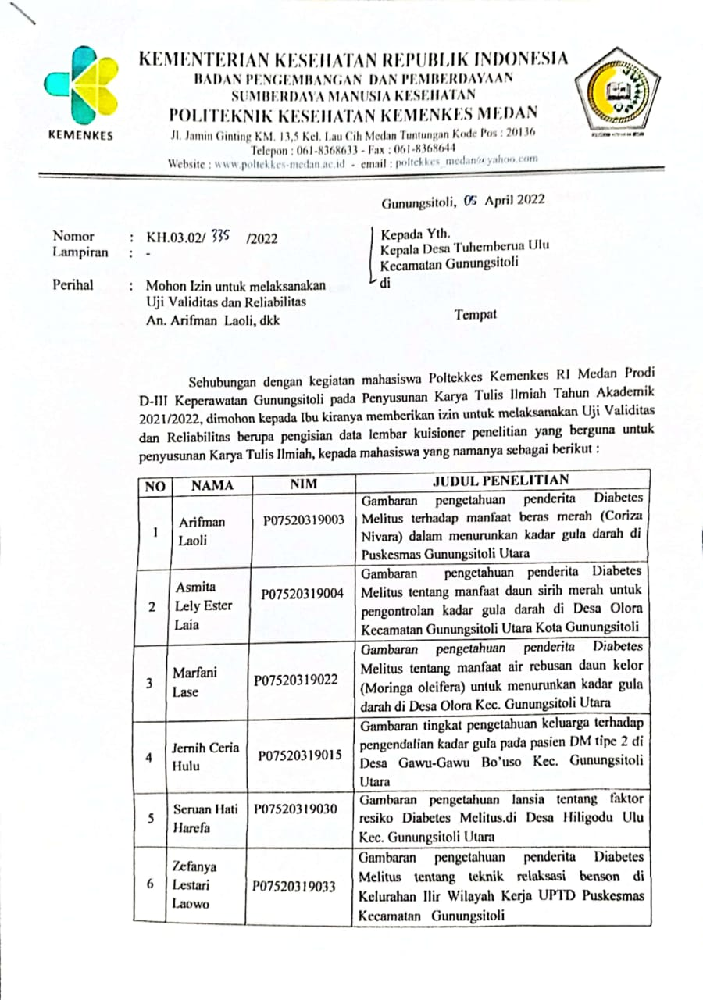 KEMENTERIAN KESEHATAN REPUBLIK INDONESIA
BADAN PENGEMBANGAN DAN PEMBERDAYAAN
SUMBERDAYA MANUSIA KESEHATAN
POLITEKNIK KESEHATAN KEMENKES MEDAN
KEMENKES
Jl. Jamin Ginting KM. 13,5 Kel. Lau Cih Medan Tuntungan Kode Pos : 20136
Telepon : 061-8368633 - Fax : 061-8368644
Website : www.poltekkes-medan.ac.id - email : poltekkes_medan@yahoo.com
Gunungsitoli, 05 April 2022
Nomor : KH.03.02/ 335 /2022
Lampiran : -
Perihal : Mohon Izin untuk melaksanakan
Uji Validitas dan Reliabilitas
An. Arifman Laoli, dkk
Kepada Yth.
Kepala Desa Tuhemberua Ulu
Kecamatan Gunungsitoli
di
Tempat
Sehubungan dengan kegiatan mahasiswa Poltekkes Kemenkes RI Medan Prodi
D-III Keperawatan Gunungsitoli pada Penyusunan Karya Tulis Ilmiah Tahun Akademik
2021/2022, dimohon kepada Ibu kiranya memberikan izin untuk melaksanakan Uji Validitas
dan Reliabilitas berupa pengisian data lembar kuisioner penelitian yang berguna untuk
penyusunan Karya Tulis Ilmiah, kepada mahasiswa yang namanya sebagai berikut :
NO NAMA NIM JUDUL PENELITIAN
1
Arifman
Laoli
P07520319003
Gambaran pengetahuan penderita Diabetes
Melitus terhadap manfaat beras merah (Coriza
Nivara) dalam menurunkan kadar gula darah di
Puskesmas Gunungsitoli Utara
2
Asmita
Lely Ester
Laia
P07520319004
Gambaran pengetahuan penderita Diabetes
Melitus tentang manfaat daun sirih merah untuk
pengontrolan kadar gula darah di Desa Olora
Kecamatan Gunungsitoli Utara Kota Gunungsitoli
3
Marfani
Lase
P07520319022
Gambaran pengetahuan penderita Diabetes
Melitus tentang manfaat air rebusan daun kelor
(Moringa oleifera) untuk menurunkan kadar gula
darah di Desa Olora Kec. Gunungsitoli Utara
4
Jernih Ceria
Hulu
P07520319015
Gambaran tingkat pengetahuan keluarga terhadap
pengendalian kadar gula pada pasien DM tipe 2 di
Desa Gawu-Gawu Bo'uso Kec. Gunungsitoli
Utara
5
Seruan Hati
Harefa
P07520319030
Gambaran pengetahuan lansia tentang faktor
resiko Diabetes Melitus.di Desa Hiligodu Ulu
Kec. Gunungsitoli Utara
6
Zefanya
Lestari
Laowo
P07520319033
Gambaran pengetahuan penderita Diabetes
Melitus tentang teknik relaksasi benson di
Kelurahan Ilir Wilayah Kerja UPTD Puskesmas
Kecamatan Gunungsitoli